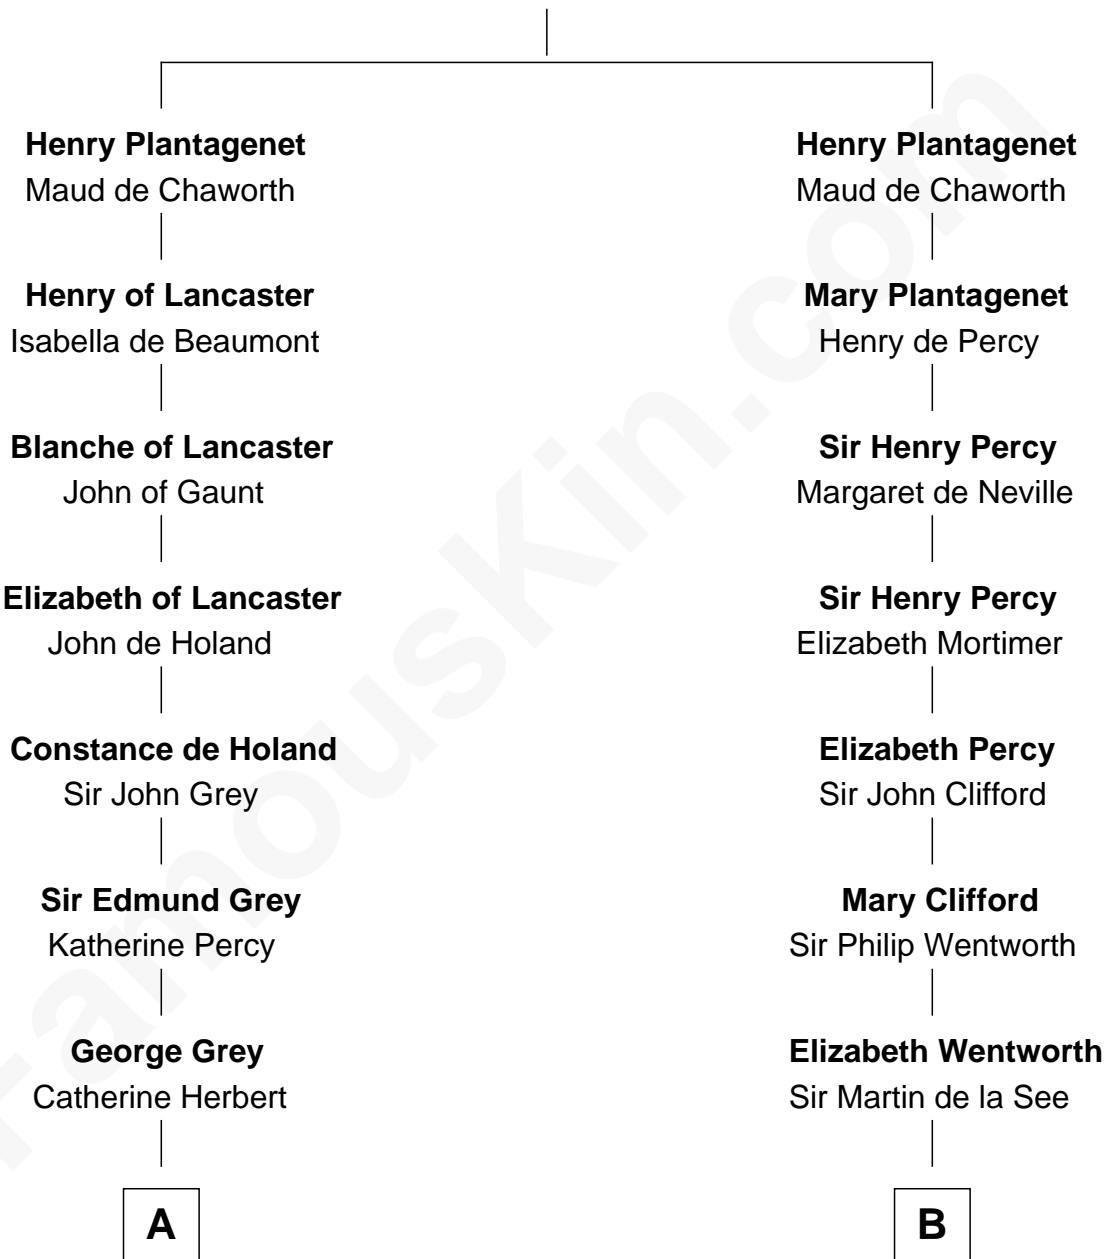 Henry Plantagenet
Maud de Chaworth
Henry of Lancaster
Isabella de Beaumont
Blanche of Lancaster
John of Gaunt
Elizabeth of Lancaster
John de Holand
Constance de Holand
Sir John Grey
Sir Edmund Grey
Katherine Percy
George Grey
Catherine Herbert
A
Henry Plantagenet
Maud de Chaworth
Mary Plantagenet
Henry de Percy
Sir Henry Percy
Margaret de Neville
Sir Henry Percy
Elizabeth Mortimer
Elizabeth Percy
Sir John Clifford
Mary Clifford
Sir Philip Wentworth
Elizabeth Wentworth
Sir Martin de la See
B
FamousKin.com